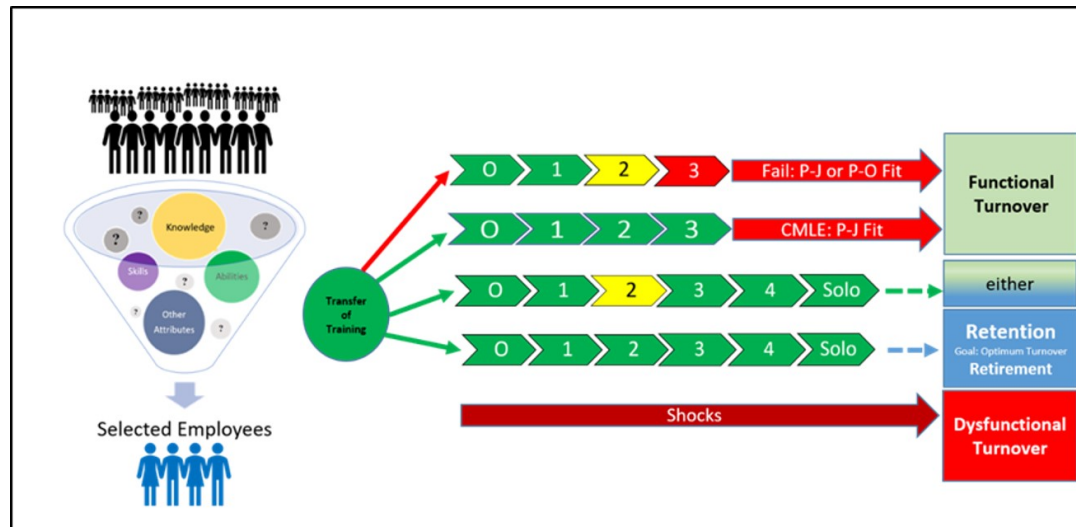 ?
Knowledge
?
?
Skills
?
Abilities
Other
Attributes
?
?
Selected Employees
Transfer
of
Training
O 1 2 3 Fail: P-J or P-O Fit
O 1 2 3 CMLE: P-J Fit
O 1 2 3 4 Solo
O 1 2 3 4 Solo
Shocks
Functional
Turnover
either
Retention
Goal: Optimum Turnover
Retirement
Dysfunctional
Turnover